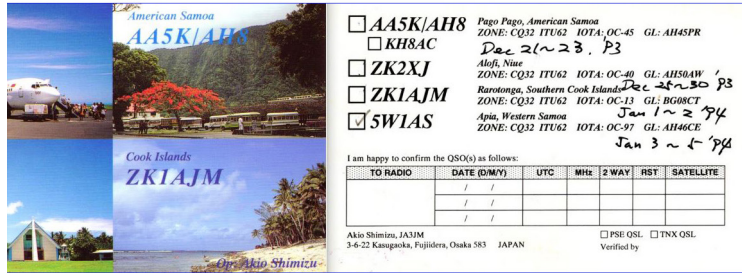 American Samoa
AA5K/AH8
Cook Islands
ZK1AJM
Op: Akio Shimizu
AA5K/AH8 Pago Pago, American Samoa
ZONE: CQ32 ITU62 IOTA: OC-45 GL: AH45PR
KH8AC
Dec 21~23. '93
ZK2XJ Alofi, Niue
ZONE: CQ32 ITU62 IOTA: OC-40 GL: AH50AW
Dec 25~30 '93
ZK1AJM Rarotonga, Southern Cook Islands
ZONE: CQ32 ITU62 IOTA: OC-13 GL: BG08CT
Jan 1~2 '94
5W1AS Apia, Western Samoa
ZONE: CQ32 ITU62 IOTA: OC-97 GL: AH46CE
Jan 3~5 '94
I am happy to confirm the QSO(s) as follows:
TO RADIO DATE (D/M/Y) UTC MHz 2 WAY RST SATELLITE
/ /
/ /
/ /
Akio Shimizu, JA3JM PSE QSL TNX QSL
3-6-22 Kasugaoka, Fujiidera, Osaka 583 JAPAN Verified by